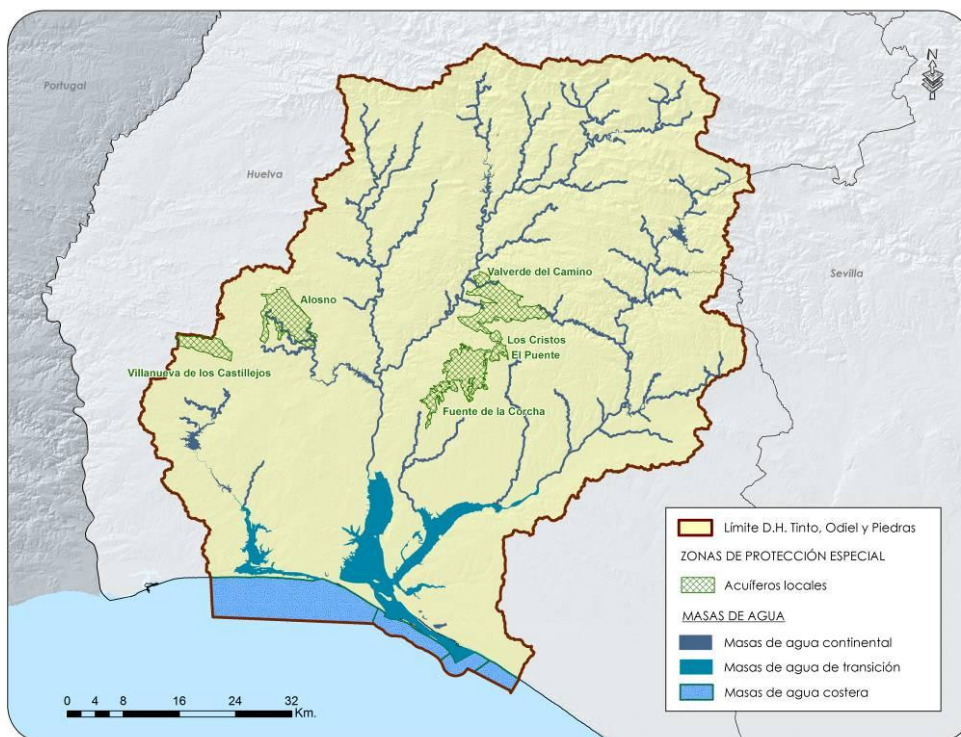 N
Portugal
Huelva
Sevilla
Valverde del Camino
Alosno
Los Cristos
El Puente
Villanueva de los Castillejos
Fuente de la Corcha
Límite D.H. Tinto, Odiel y Piedras
ZONAS DE PROTECCIÓN ESPECIAL
Acuíferos locales
MASAS DE AGUA
Masas de agua continental
Masas de agua de transición
Masas de agua costera
0 2 4 6 8 16 24 32
Km.